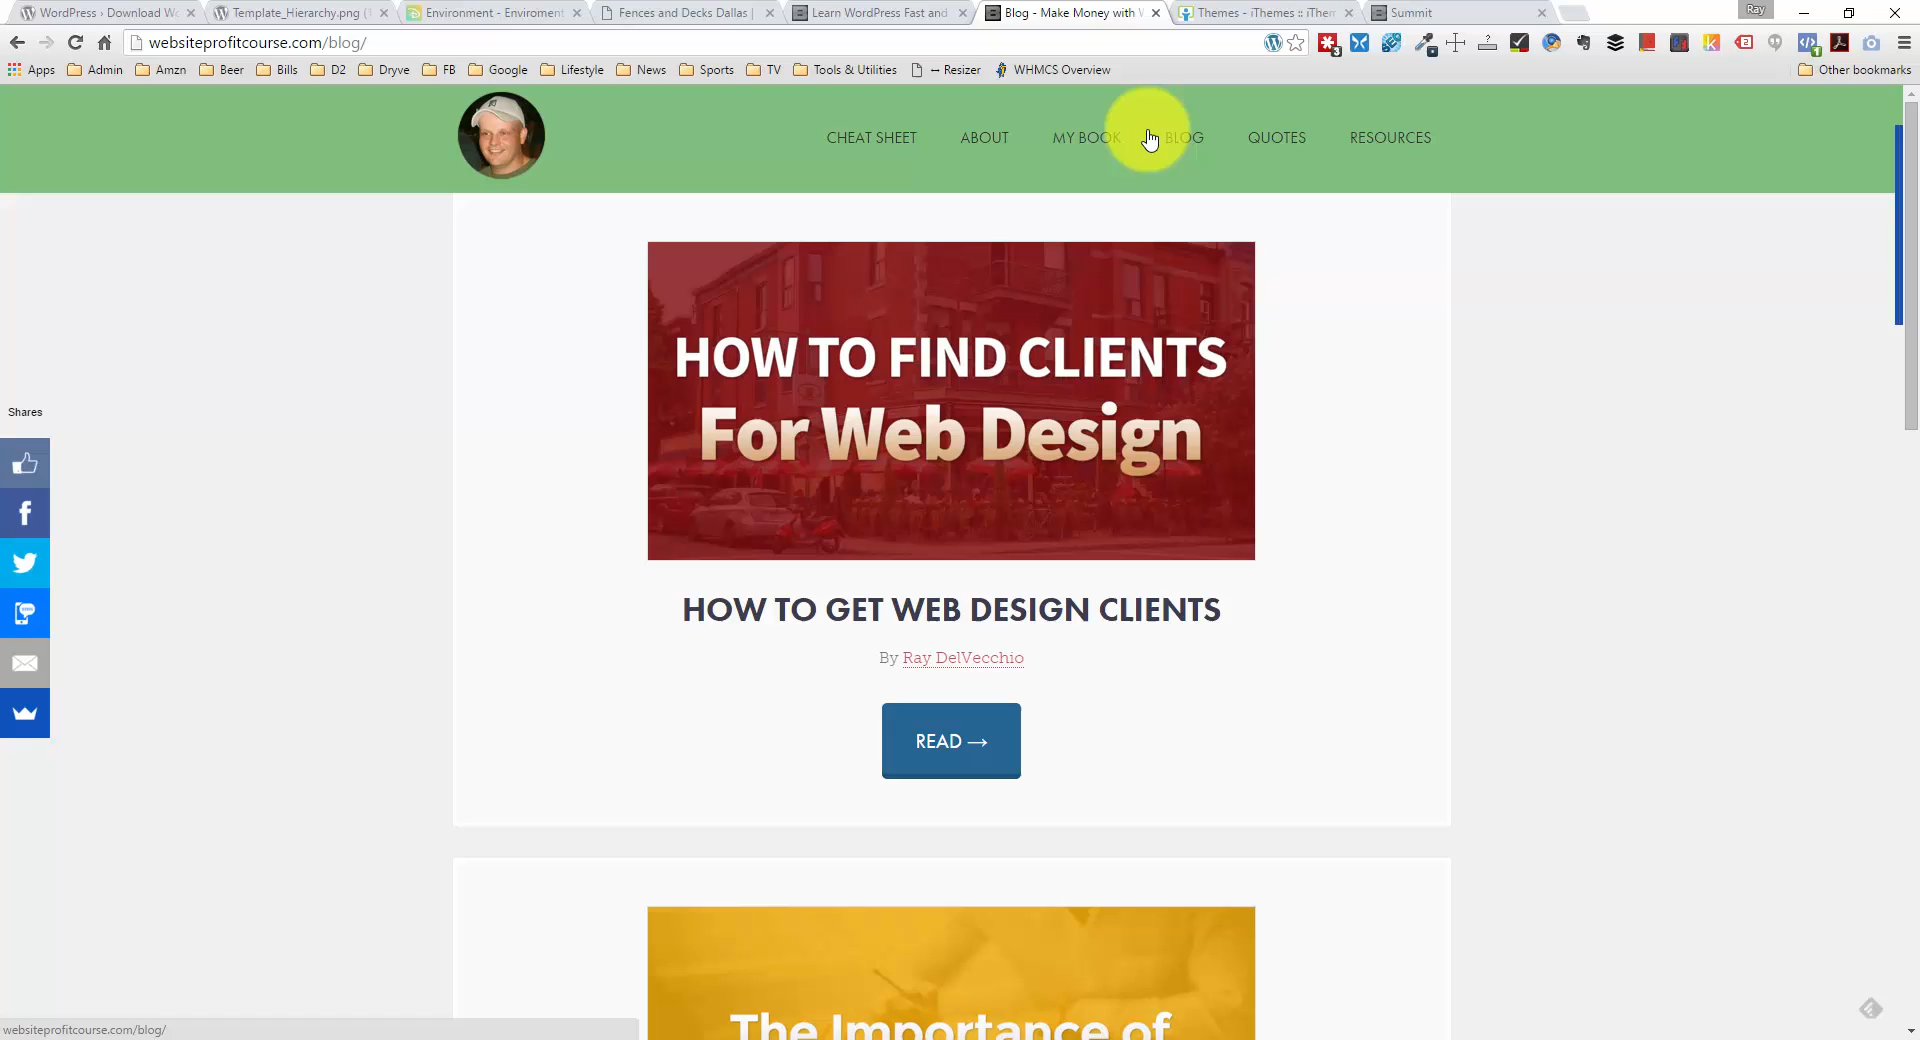 WordPress › Download Wo
Template_Hierarchy.png (
Environment - Enviroment
Fences and Decks Dallas |
Learn WordPress Fast and
Blog - Make Money with W
Themes - iThemes :: iThem
Summit
Ray
websiteprofitcourse.com/blog/
Apps
Admin
Amzn
Beer
Bills
D2
Dryve
FB
Google
Lifestyle
News
Sports
TV
Tools & Utilities
↔ Resizer
WHMCS Overview
Other bookmarks
CHEAT SHEET
ABOUT
MY BOOK
BLOG
QUOTES
RESOURCES
HOW TO FIND CLIENTS
For Web Design
Shares
HOW TO GET WEB DESIGN CLIENTS
By Ray DelVecchio
READ →
The Importance of
websiteprofitcourse.com/blog/